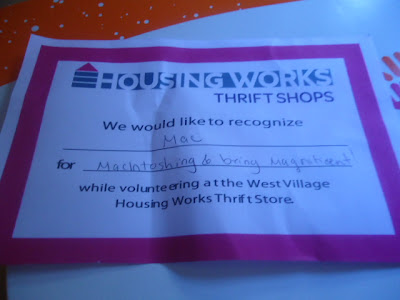 HOUSING WORKS
THRIFT SHOPS
We would like to recognize
Mac
for MacIntoshing & being Magnificent!
while volunteering at the West Village
Housing Works Thrift Store.